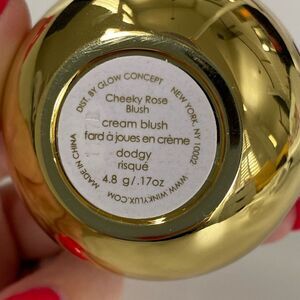 DIST. BY GLOW CONCEPT NEW YORK, NY 10002
Cheeky Rose
Blush
cream blush
fard à joues en crème
dodgy
risqué
4.8 g/.17oz
MADE IN CHINA WWW.WINKYLUX.COM